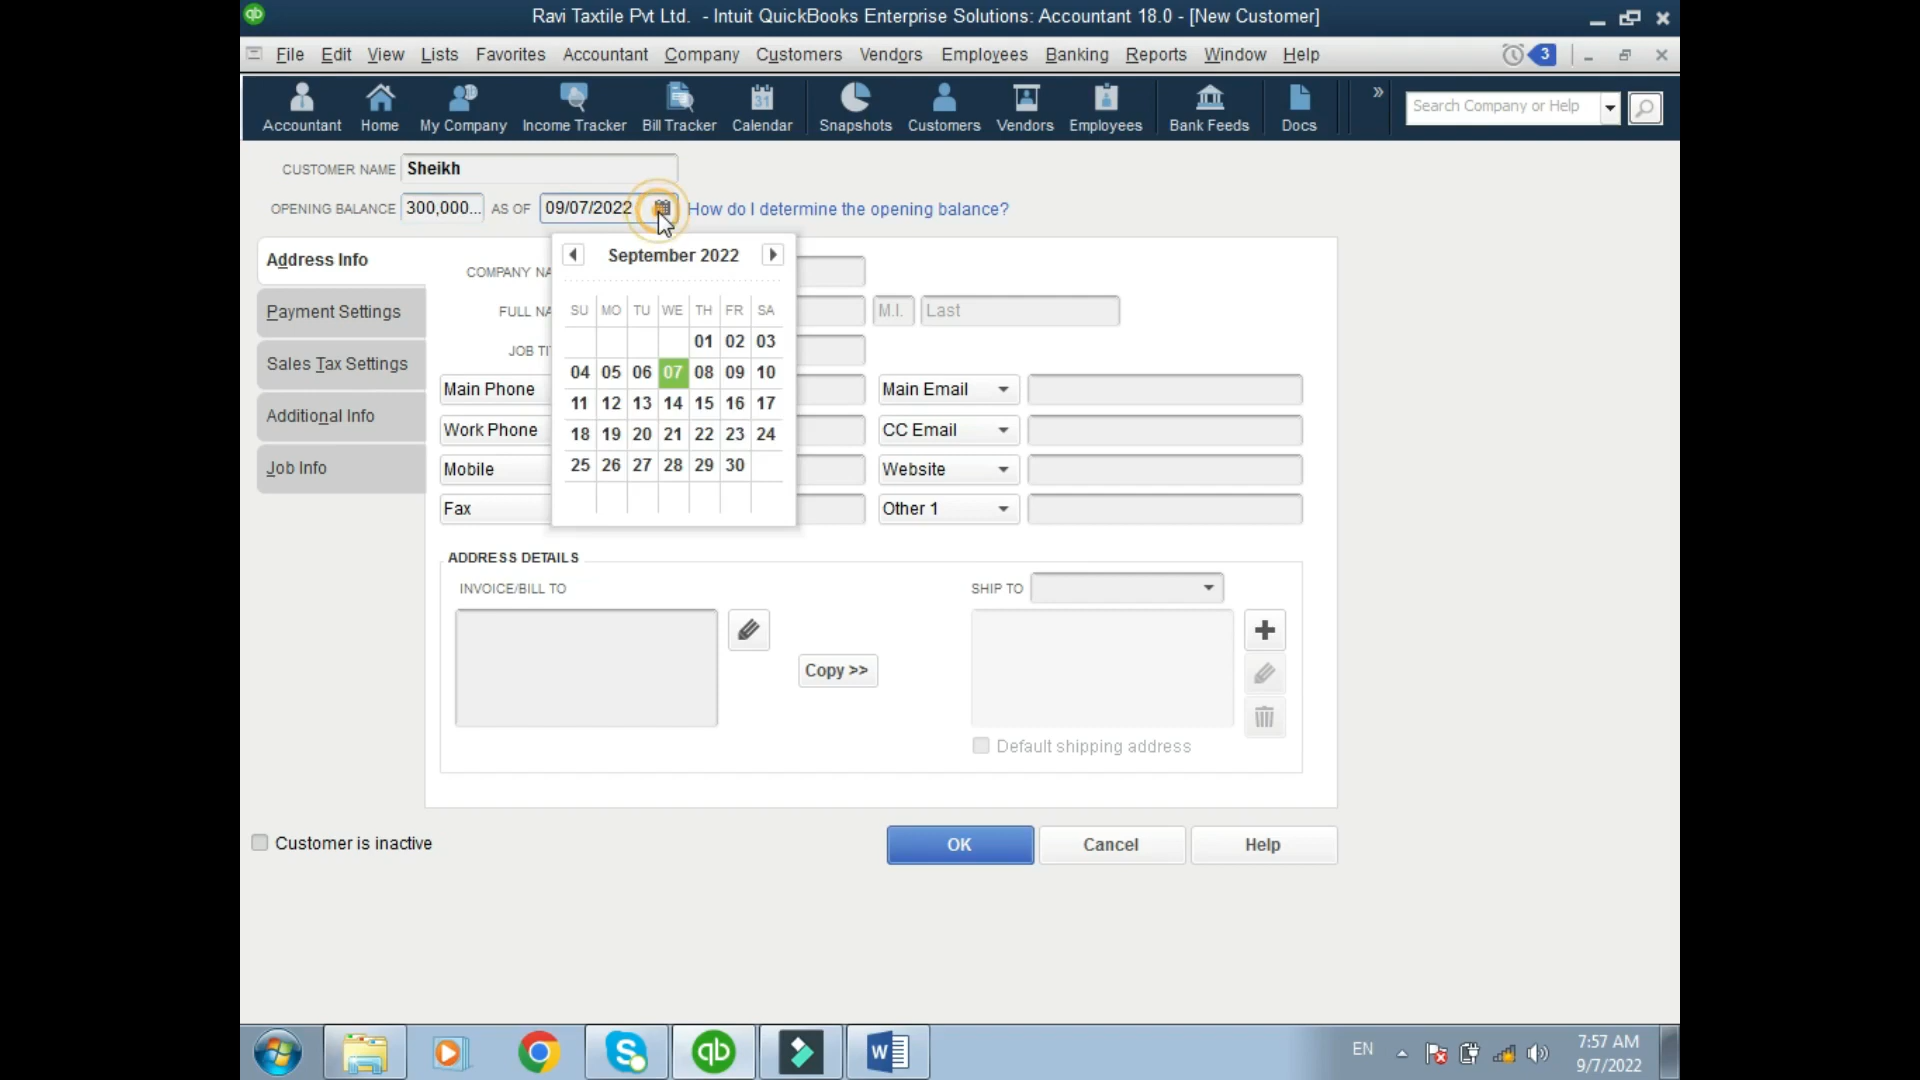 qb Ravi Taxtile Pvt Ltd. - Intuit QuickBooks Enterprise Solutions: Accountant 18.0 - [New Customer]
File Edit View Lists Favorites Accountant Company Customers Vendors Employees Banking Reports Window Help 3
Accountant Home My Company Income Tracker Bill Tracker Calendar Snapshots Customers Vendors Employees Bank Feeds Docs » Search Company or Help
31
CUSTOMER NAME Sheikh
OPENING BALANCE 300,000... AS OF 09/07/2022 How do I determine the opening balance?
Address Info
Payment Settings
Sales Tax Settings
Additional Info
Job Info
September 2022
SU MO TU WE TH FR SA
01 02 03
04 05 06 07 08 09 10
11 12 13 14 15 16 17
18 19 20 21 22 23 24
25 26 27 28 29 30
COMPANY NA
FULL NA M.I. Last
JOB TI
Main Phone Main Email
Work Phone CC Email
Mobile Website
Fax Other 1
ADDRESS DETAILS
INVOICE/BILL TO SHIP TO
Copy >>
Default shipping address
Customer is inactive OK Cancel Help
S qb W EN 7:57 AM
9/7/2022